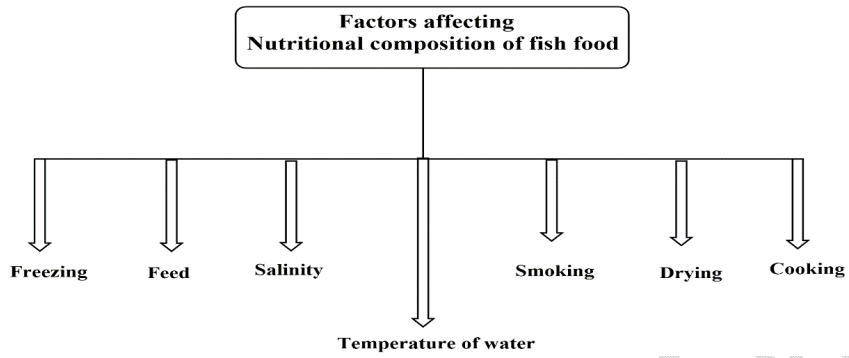 Factors affecting
Nutritional composition of fish food
Freezing
Feed
Salinity
Smoking
Drying
Cooking
Temperature of water